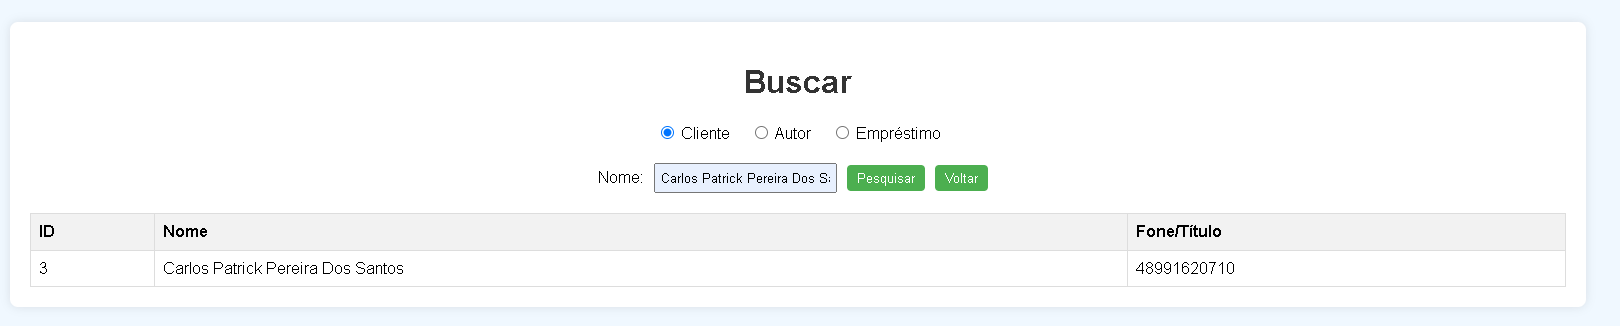 Buscar
Cliente Autor Empréstimo
Nome: Carlos Patrick Pereira Dos Pesquisar Voltar
ID Nome Fone/Título
3 Carlos Patrick Pereira Dos Santos 48991620710